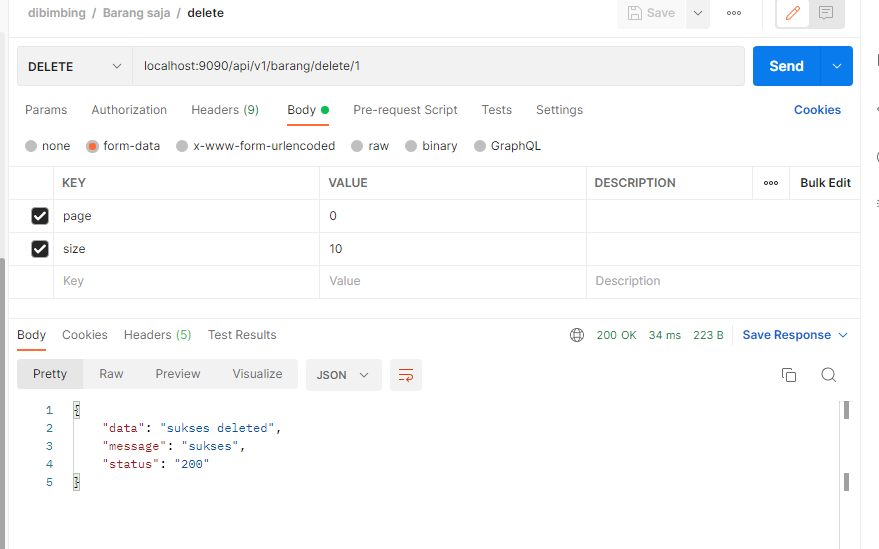 dibimbing / Barang saja / delete
Save
DELETE localhost:9090/api/v1/barang/delete/1 Send
Params Authorization Headers (9) Body Pre-request Script Tests Settings Cookies
none form-data x-www-form-urlencoded raw binary GraphQL
KEY VALUE DESCRIPTION Bulk Edit
page 0
size 10
Key Value Description
Body Cookies Headers (5) Test Results 200 OK 34 ms 223 B Save Response
Pretty Raw Preview Visualize JSON
1 {
2 "data": "sukses deleted",
3 "message": "sukses",
4 "status": "200"
5 }